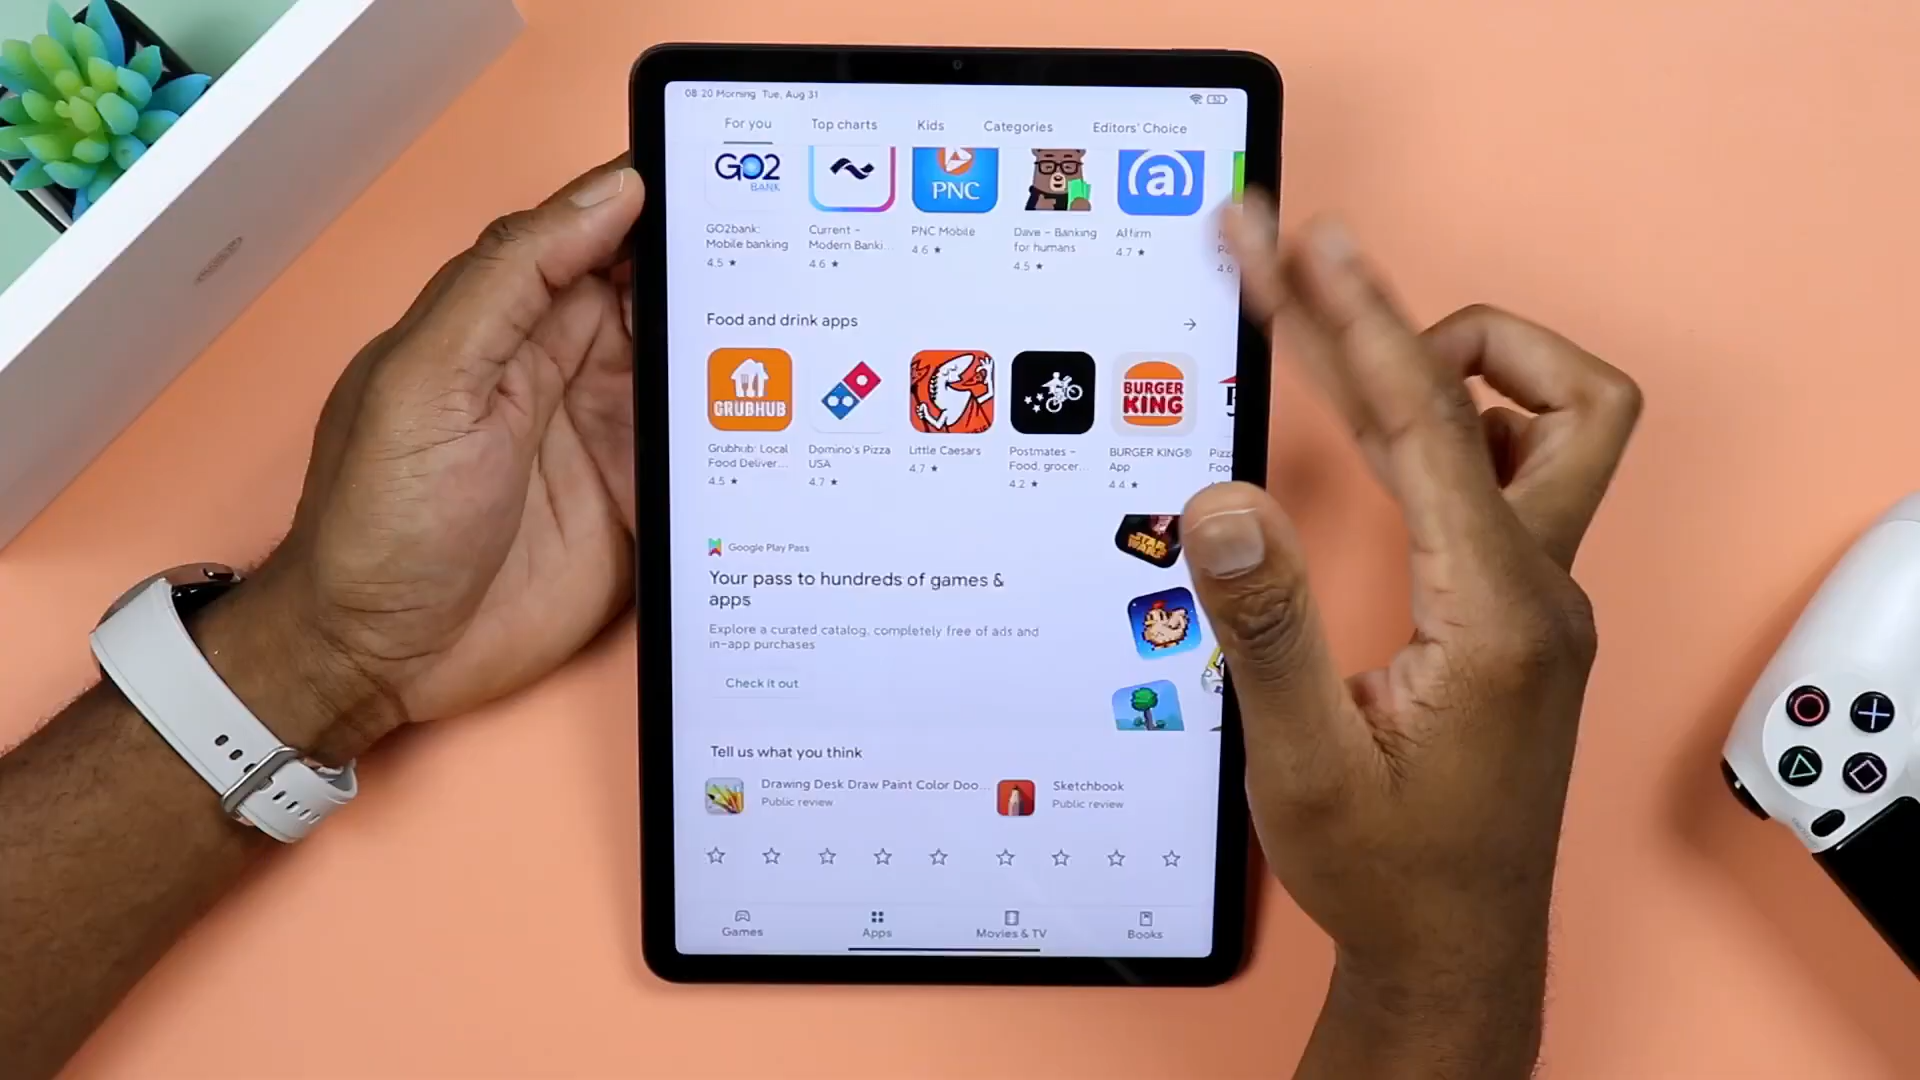 08 20 Morning Tue, Aug 31
For you
Top charts
Kids
Categories
Editors' Choice
GO2
BANK
PNC
a
GO2bank:
Mobile banking
4.5 ★
Current –
Modern Banki...
4.6 ★
PNC Mobile
4.6 ★
Dave – Banking
for humans
4.5 ★
Affirm
4.7 ★
4.6
Food and drink apps
GRUBHUB
BURGER
KING
Grubhub: Local
Food Deliver...
4.5 ★
Domino's Pizza
USA
4.7 ★
Little Caesars
4.7 ★
Postmates –
Food, grocer...
4.2 ★
BURGER KING®
App
4.4 ★
Pizz
Foo
Google Play Pass
Your pass to hundreds of games &
apps
Explore a curated catalog, completely free of ads and
in-app purchases
Check it out
STAR
WARS
Tell us what you think
Drawing Desk Draw Paint Color Doo...
Public review
Sketchbook
Public review
Games
Apps
Movies & TV
Books